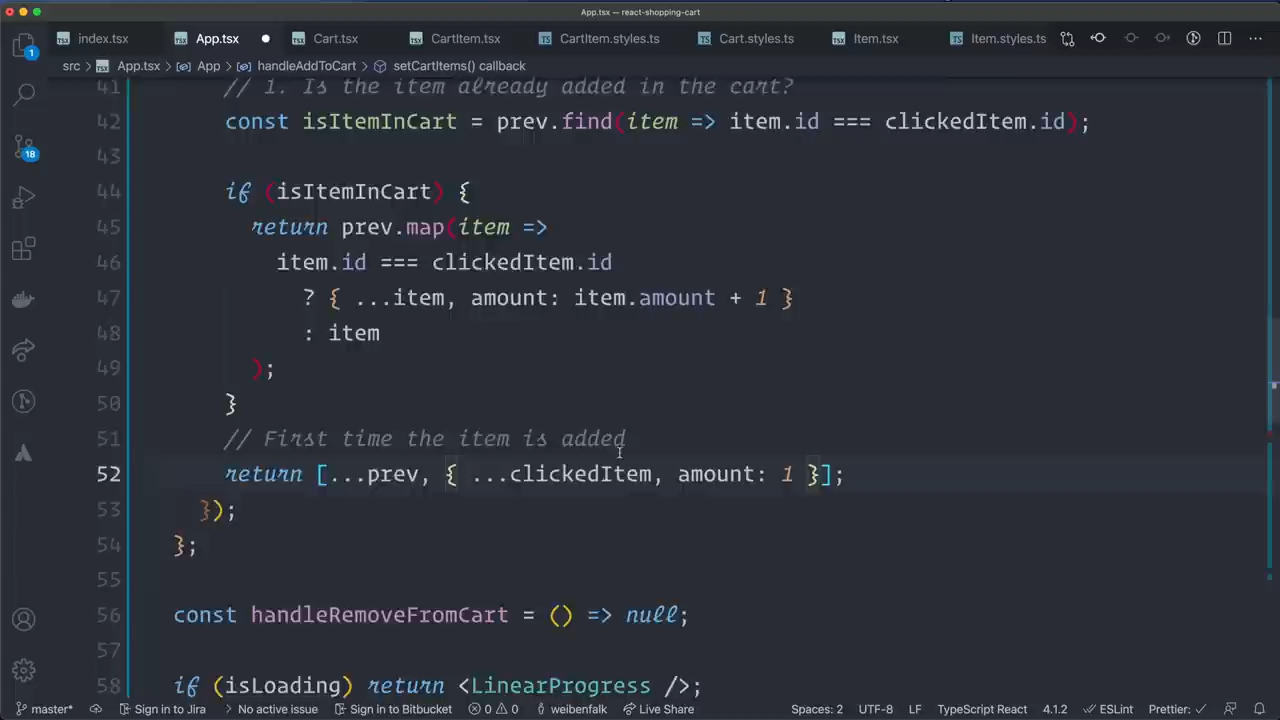 App.tsx — react-shopping-cart
index.tsx App.tsx Cart.tsx CartItem.tsx CartItem.styles.ts Cart.styles.ts Item.tsx Item.styles.ts
src App.tsx App handleAddToCart setCartItems() callback
41 // 1. Is the item already added in the cart?
42 const isItemInCart = prev.find(item => item.id === clickedItem.id);
43
44 if (isItemInCart) {
45 return prev.map(item =>
46 item.id === clickedItem.id
47 ? { ...item, amount: item.amount + 1 }
48 : item
49 );
50 }
51 // First time the item is added
52 return [...prev, { ...clickedItem, amount: 1 }];
53 });
54 };
55
56 const handleRemoveFromCart = () => null;
57
58 if (isLoading) return <LinearProgress />;
1
18
master* Sign in to Jira No active issue Sign in to Bitbucket 0 0 weibenfalk Live Share Spaces: 2 UTF-8 LF TypeScript React 4.1.2 ESLint Prettier: